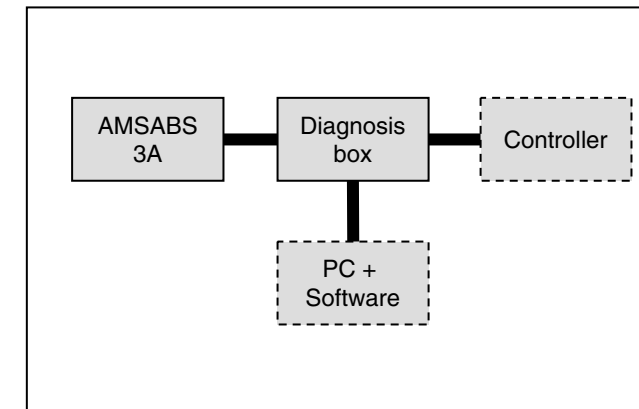 AMSABS
3A
Diagnosis
box
Controller
PC +
Software